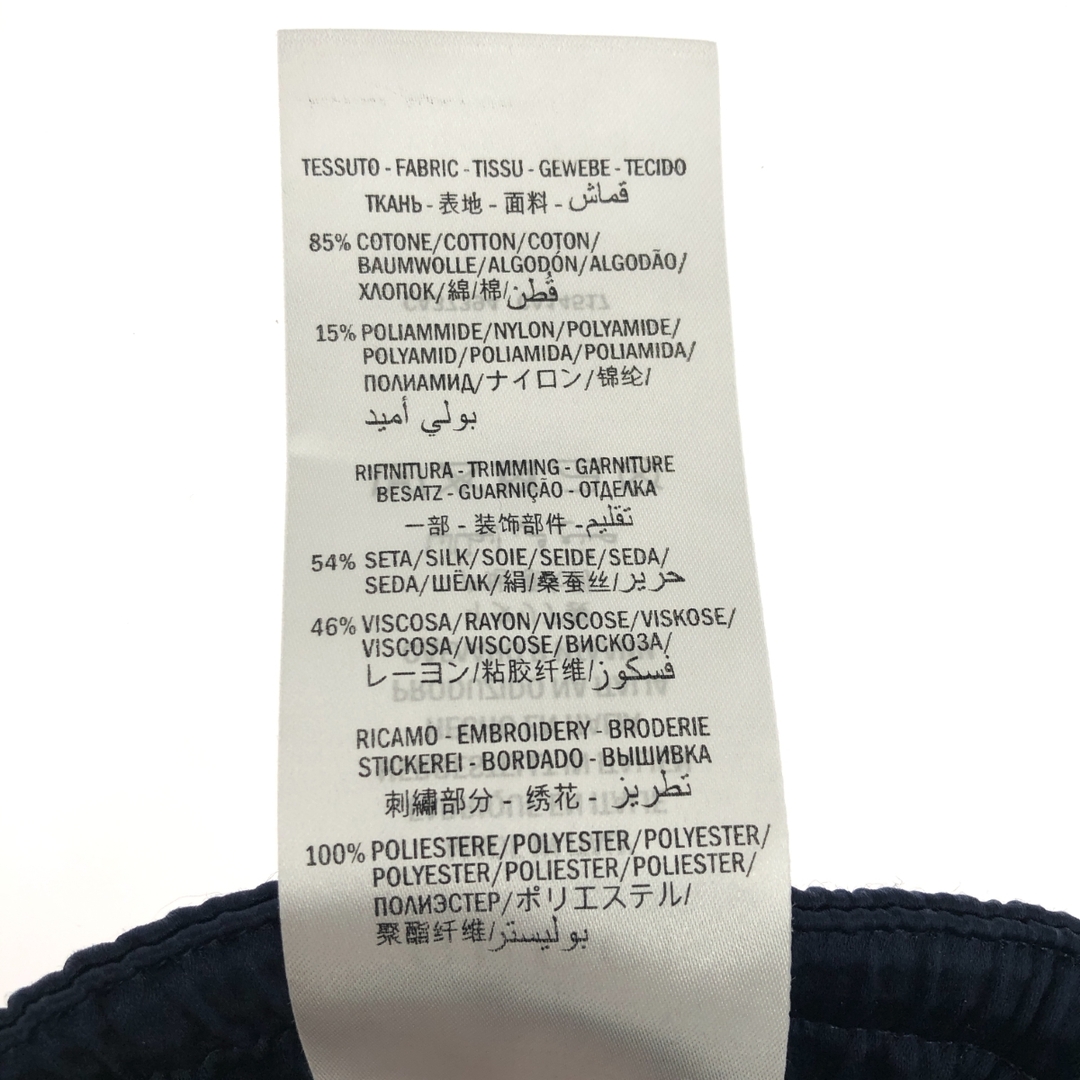 TESSUTO - FABRIC - TISSU - GEWEBE - TECIDO
ТКАНЬ - 表地 - 面料 - قماش
85% COTONE/COTTON/COTON/
BAUMWOLLE/ALGODÓN/ALGODÃO/
ХЛОПОК/綿/棉/قُطن
15% POLIAMMIDE/NYLON/POLYAMIDE/
POLYAMID/POLIAMIDA/POLIAMIDA/
ПОЛИАМИД/ナイロン/锦纶/
بولي أميد
RIFINITURA - TRIMMING - GARNITURE
BESATZ - GUARNIÇÃO - ОТДЕЛКА
一部 - 装饰部件 - تقليم
54% SETA/SILK/SOIE/SEIDE/SEDA/
SEDA/ШЁЛК/絹/桑蚕丝/حرير
46% VISCOSA/RAYON/VISCOSE/VISKOSE/
VISCOSA/VISCOSE/ВИСКОЗА/
レーヨン/粘胶纤维/فسكوز
RICAMO - EMBROIDERY - BRODERIE
STICKEREI - BORDADO - ВЫШИВКА
刺繍部分 - 绣花 - تطريز
100% POLIESTERE/POLYESTER/POLYESTER/
POLYESTER/POLIESTER/POLIESTER/
ПОЛИЭСТЕР/ポリエステル/
聚酯纤维/بوليستر